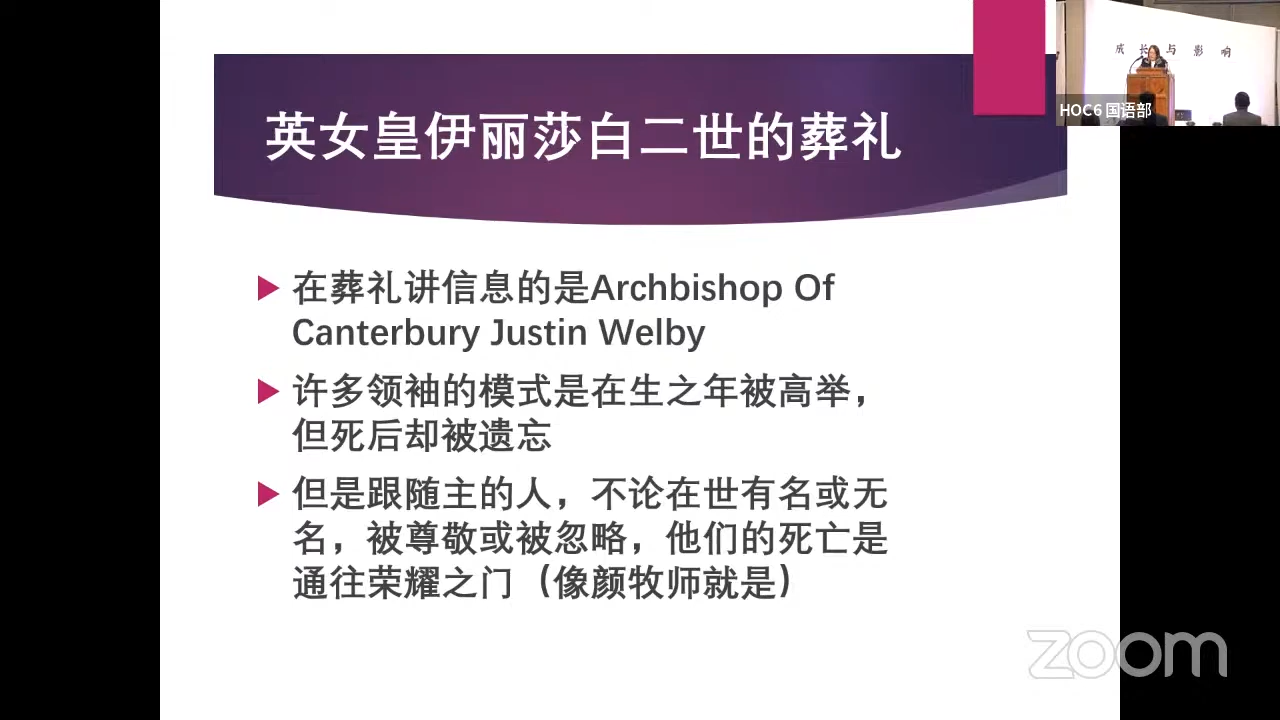 成长与影响
HOC6 国语部
英女皇伊丽莎白二世的葬礼
在葬礼讲信息的是Archbishop Of
Canterbury Justin Welby
许多领袖的模式是在生之年被高举，
但死后却被遗忘
但是跟随主的人，不论在世有名或无
名，被尊敬或被忽略，他们的死亡是
通往荣耀之门（像颜牧师就是）
zoom